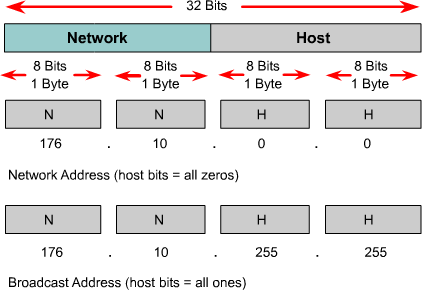 32 Bits
Network Host
8 Bits 8 Bits 8 Bits 8 Bits
1 Byte 1 Byte 1 Byte 1 Byte
N N H H
176 . 10 . 0 . 0
Network Address (host bits = all zeros)
N N H H
176 . 10 . 255 . 255
Broadcast Address (host bits = all ones)